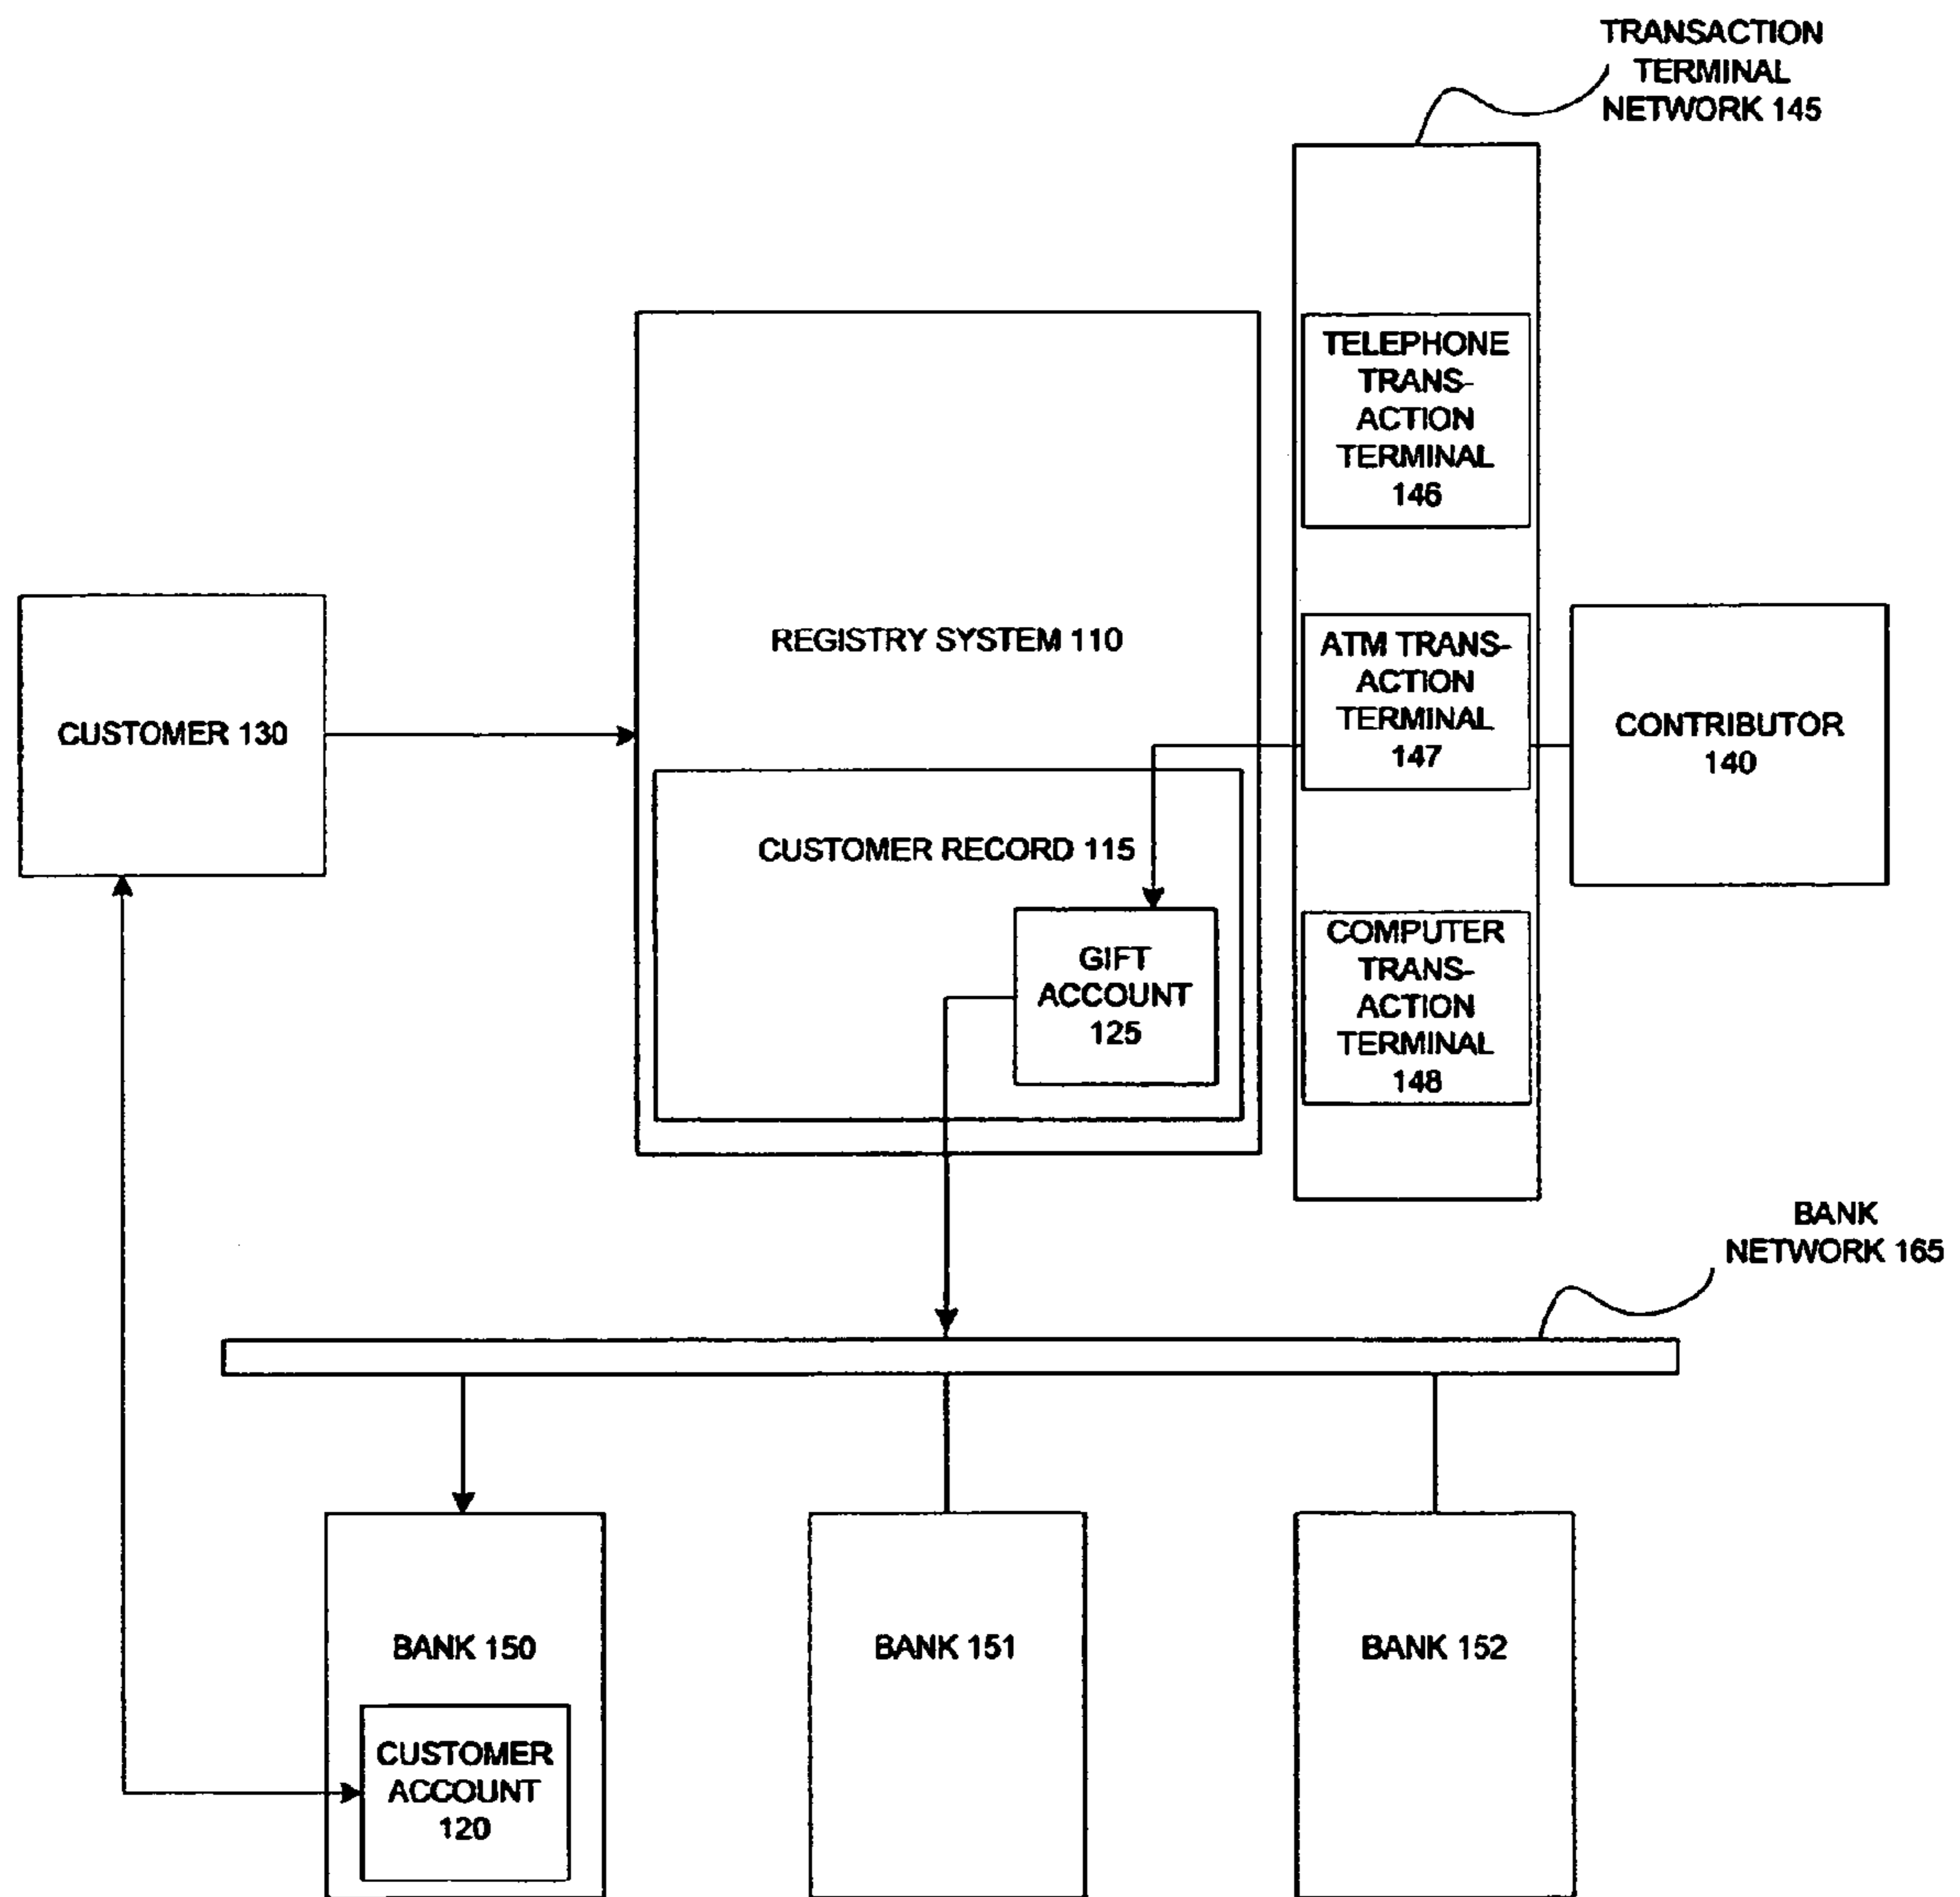 TRANSACTION
TERMINAL
NETWORK 145
TELEPHONE
TRANS-
ACTION
TERMINAL
146
REGISTRY SYSTEM 110
ATM TRANS-
ACTION
TERMINAL
147
CUSTOMER 130
CONTRIBUTOR
140
CUSTOMER RECORD 115
GIFT
ACCOUNT
125
COMPUTER
TRANS-
ACTION
TERMINAL
148
BANK
NETWORK 165
BANK 150
BANK 151
BANK 152
CUSTOMER
ACCOUNT
120